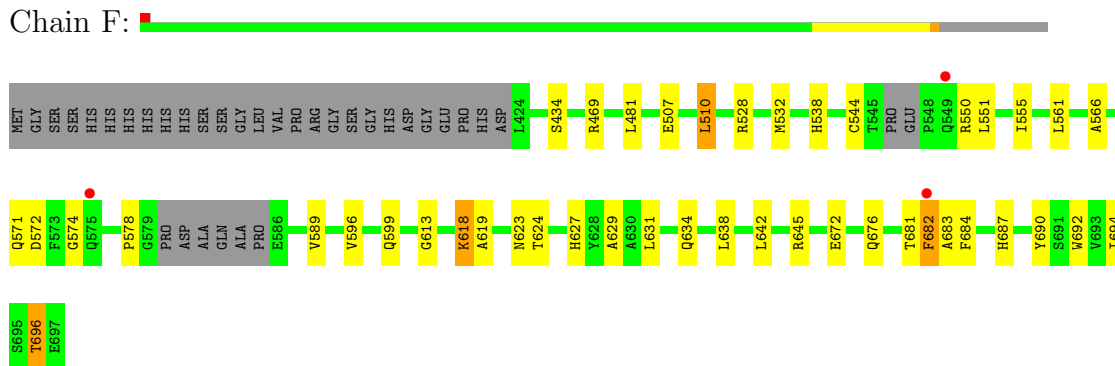 Chain F:
MET GLY SER SER HIS HIS HIS HIS HIS HIS SER SER GLY LEU VAL PRO ARG GLY SER GLY HIS ASP GLY GLU PRO HIS ASP L424 S434 R469 L481 E507 L510 R528 M532 H538 C544 T545 PRO GLU P548 Q549 R550 L551 I555 L561 A566
Q571 D572 F573 G574 Q575 P578 G579 PRO ASP ALA GLN ALA PRO E586 V589 V596 Q599 G613 K618 A619 N623 T624 H627 Y628 A629 A630 L631 Q634 L638 L642 R645 E672 Q676 T681 F682 A683 F684 H687 Y690 S691 W692 V693
S695 T696 E697